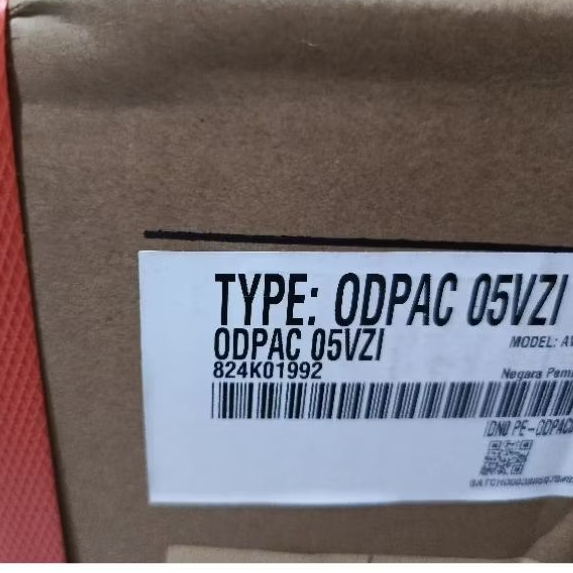 TYPE: ODPAC 05VZI
ODPAC 05VZI
MODEL:
824K01992
Negara